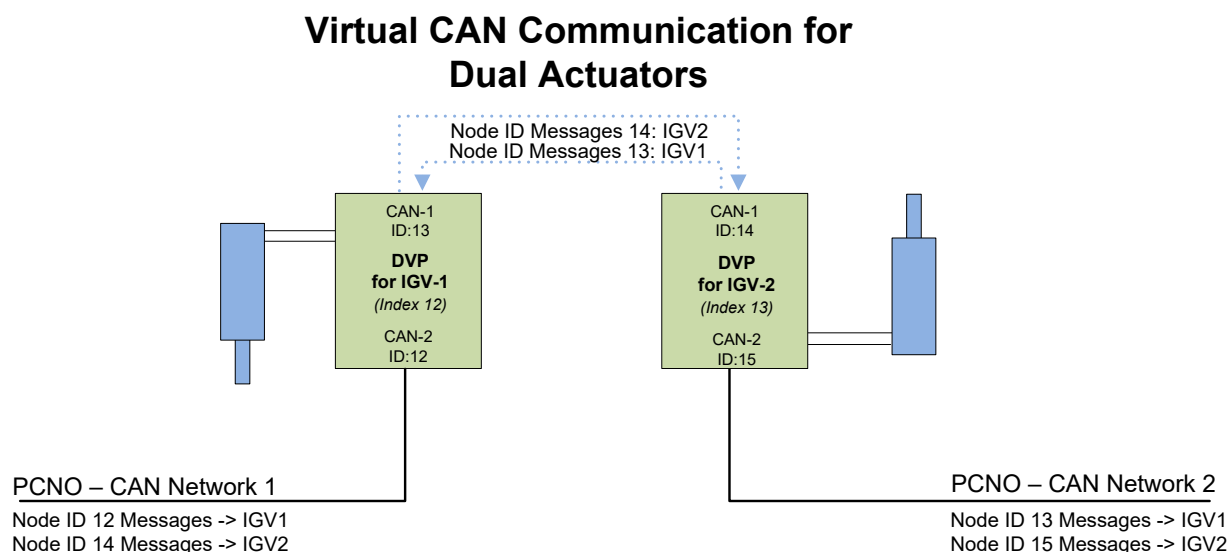 Virtual CAN Communication for
Dual Actuators
Node ID Messages 14: IGV2
Node ID Messages 13: IGV1
CAN-1
ID:13
DVP
for IGV-1
(Index 12)
CAN-2
ID:12
CAN-1
ID:14
DVP
for IGV-2
(Index 13)
CAN-2
ID:15
PCNO – CAN Network 1
Node ID 12 Messages -> IGV1
Node ID 14 Messages -> IGV2
PCNO – CAN Network 2
Node ID 13 Messages -> IGV1
Node ID 15 Messages -> IGV2